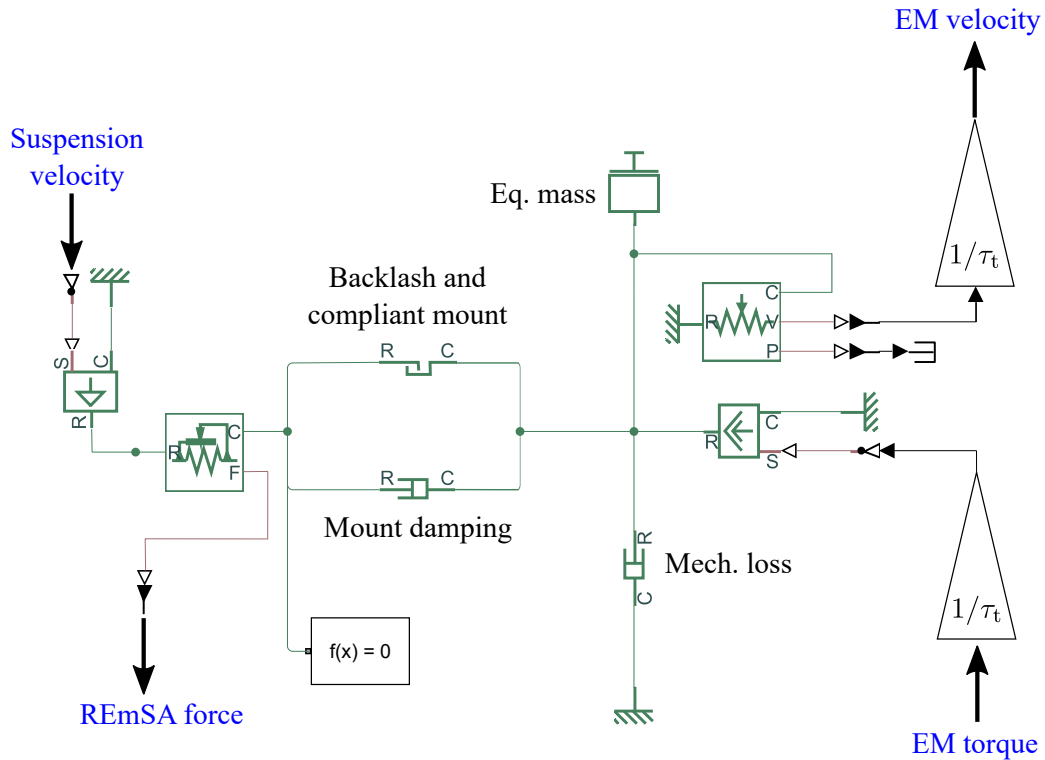 EM velocity
Suspension
velocity
Eq. mass
1/τt
Backlash and
compliant mount
C
R
V
P
S
C
R
R
C
R
C
F
R
C
C
R
S
R
C
Mount damping
Mech. loss
R
C
1/τt
f(x) = 0
REmSA force
EM torque